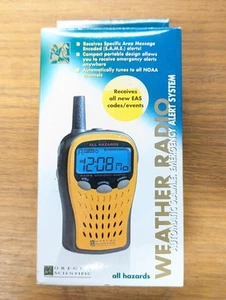 Receives Specific Area Message
Encoded (S.A.M.E.) alerts!
Compact portable design allows
you to receive emergency alerts
anywhere
Automatically tunes to all NOAA
channels
Receives
all new EAS
codes/events
ALL HAZARDS
12:08
WEATHER RADIO
AUTOMATIC S.A.M.E. EMERGENCY ALERT SYSTEM
OREGON
SCIENTIFIC
all hazards